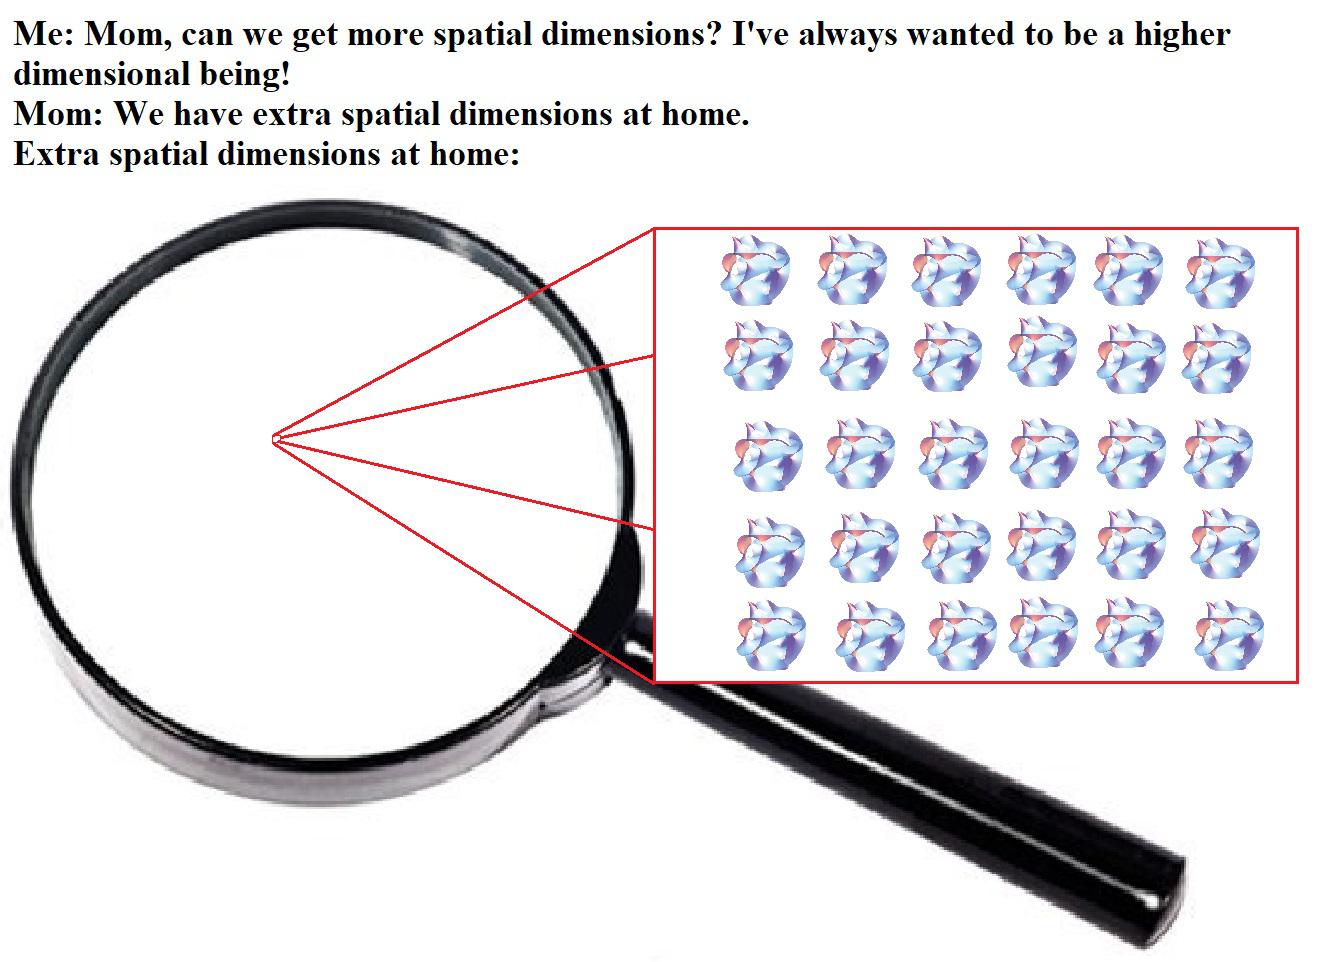 Me: Mom, can we get more spatial dimensions? I've always wanted to be a higher
dimensional being!
Mom: We have extra spatial dimensions at home.
Extra spatial dimensions at home: